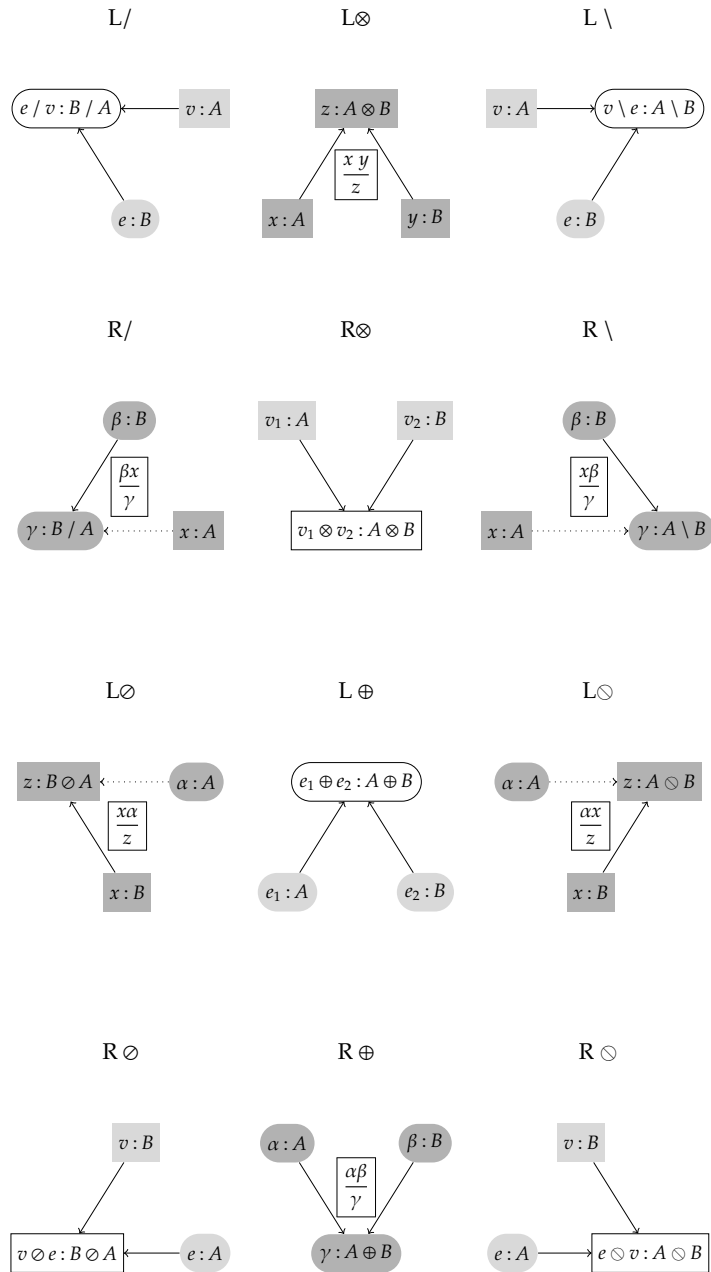 L/ L⊗ L \
e / v : B / A v : A z : A ⊗ B v : A v \ e : A \ B
x y
z
e : B x : A y : B e : B
R/ R⊗ R \
β : B v₁ : A v₂ : B β : B
βx xβ
γ γ
γ : B / A x : A v₁ ⊗ v₂ : A ⊗ B x : A γ : A \ B
L⊘ L ⊕ L⦸
z : B ⊘ A α : A e₁ ⊕ e₂ : A ⊕ B α : A z : A ⦸ B
xα αx
z z
x : B e₁ : A e₂ : B x : B
R ⊘ R ⊕ R ⦸
v : B α : A β : B v : B
αβ
γ
v ⊘ e : B ⊘ A e : A γ : A ⊕ B e : A e ⦸ v : A ⦸ B